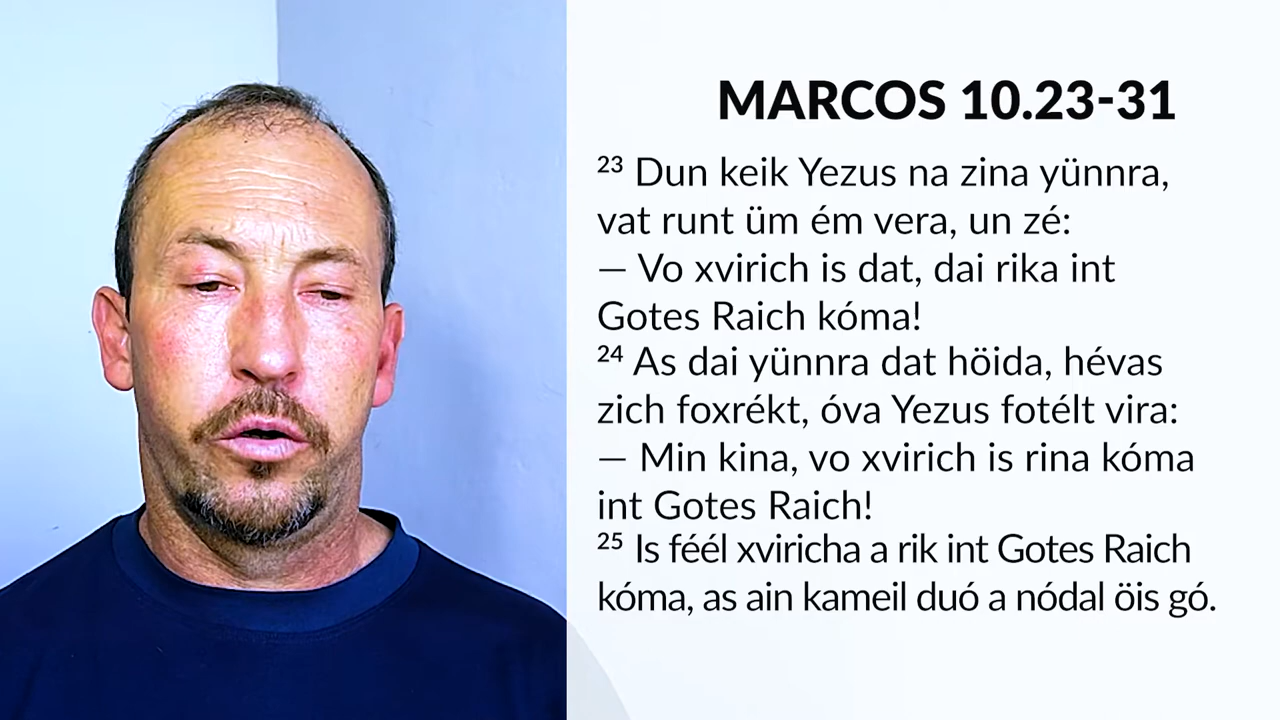 MARCOS 10.23-31
²³ Dun keik Yezus na zina yünnra,
vat runt üm ém vera, un zé:
— Vo xvirich is dat, dai rika int
Gotes Raich kóma!
²⁴ As dai yünnra dat höida, hévas
zich foxrékt, óva Yezus fotélt vira:
— Min kina, vo xvirich is rina kóma
int Gotes Raich!
²⁵ Is féél xviricha a rik int Gotes Raich
kóma, as ain kameil duó a nódal öis gó.